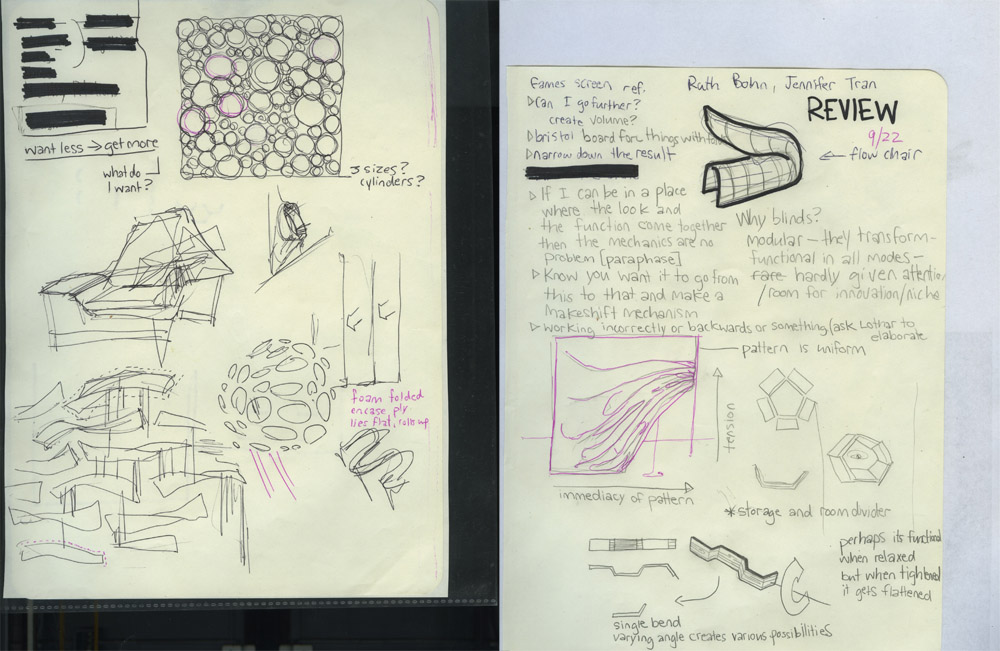 want less → get more
what do
I want?
3 sizes?
cylinders?
foam folded
encase ply
lies flat, rolls up
Eames screen ref.
Ruth Bohn, Jennifer Tran
REVIEW
9/22
▷Can I go further?
create volume?
▷bristol board for things with
▷narrow down the result
← flow chair
▷ If I can be in a place
where the look and
the function come together
then the mechanics are no
problem [paraphase]
▷ Know you want it to go from
this to that and make a
makeshift mechanism
▷ working incorrectly or backwards or something (ask Lothar to
elaborate
Why blinds?
modular — they transform —
functional in all modes —
rare hardly given attention
/room for innovation/niche
pattern is uniform
tension
immediacy of pattern
*storage and room divider
perhaps its functional
when relaxed
but when tightened
it gets flattened
single bend
varying angle creates various possibilities